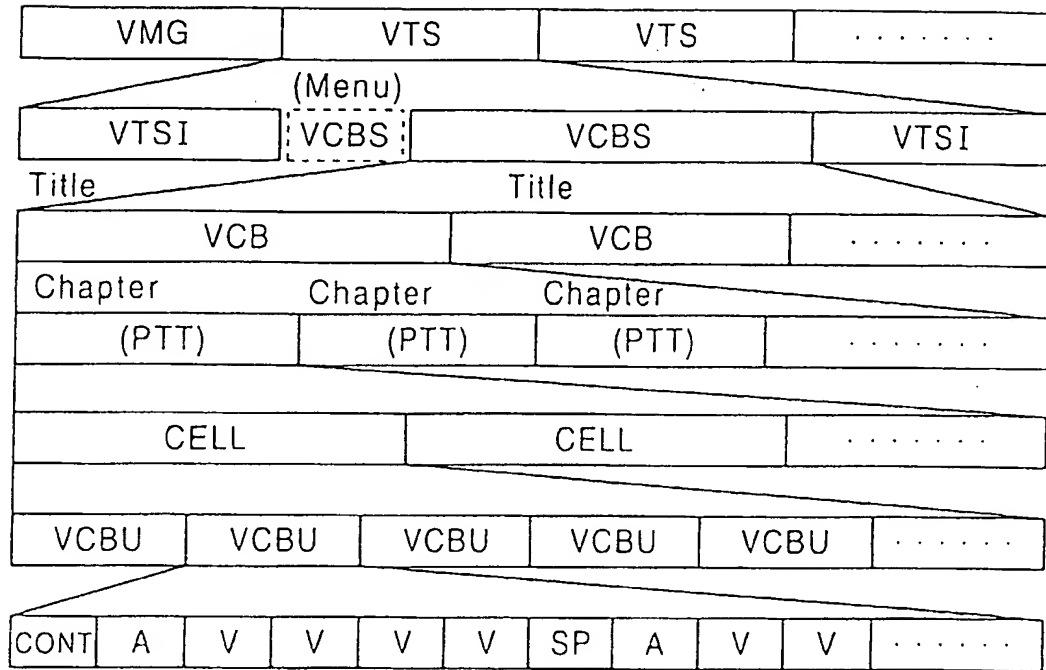 VMG VTS VTS .......
(Menu)
VTSI VCBS VCBS VTSI
Title Title
VCB VCB .......
Chapter Chapter Chapter
(PTT) (PTT) (PTT) .......
CELL CELL .......
VCBU VCBU VCBU VCBU VCBU ......
CONT A V V V V SP A V V ......